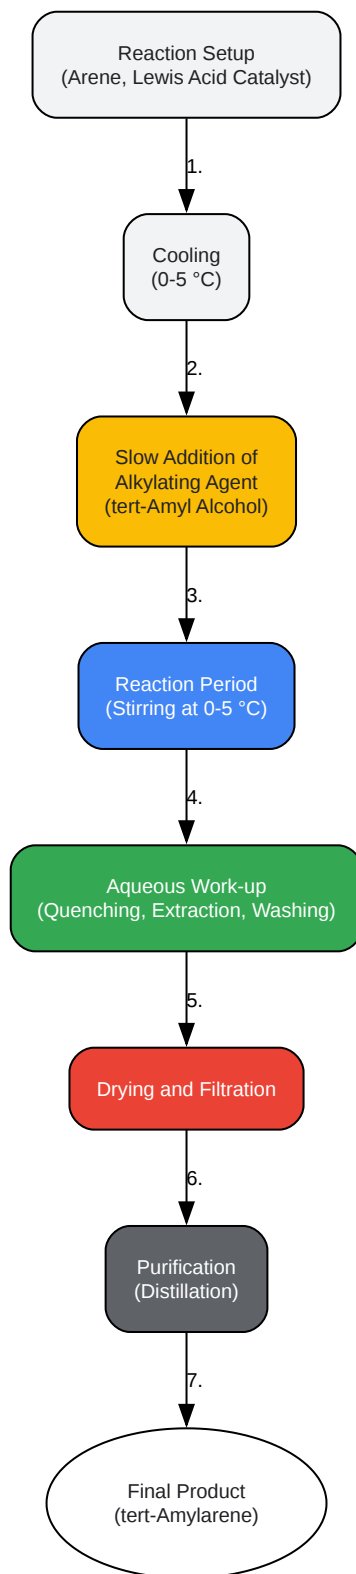 Reaction Setup
(Arene, Lewis Acid Catalyst)
1.
Cooling
(0-5 °C)
2.
Slow Addition of
Alkylating Agent
(tert-Amyl Alcohol)
3.
Reaction Period
(Stirring at 0-5 °C)
4.
Aqueous Work-up
(Quenching, Extraction, Washing)
5.
Drying and Filtration
6.
Purification
(Distillation)
7.
Final Product
(tert-Amylarene)